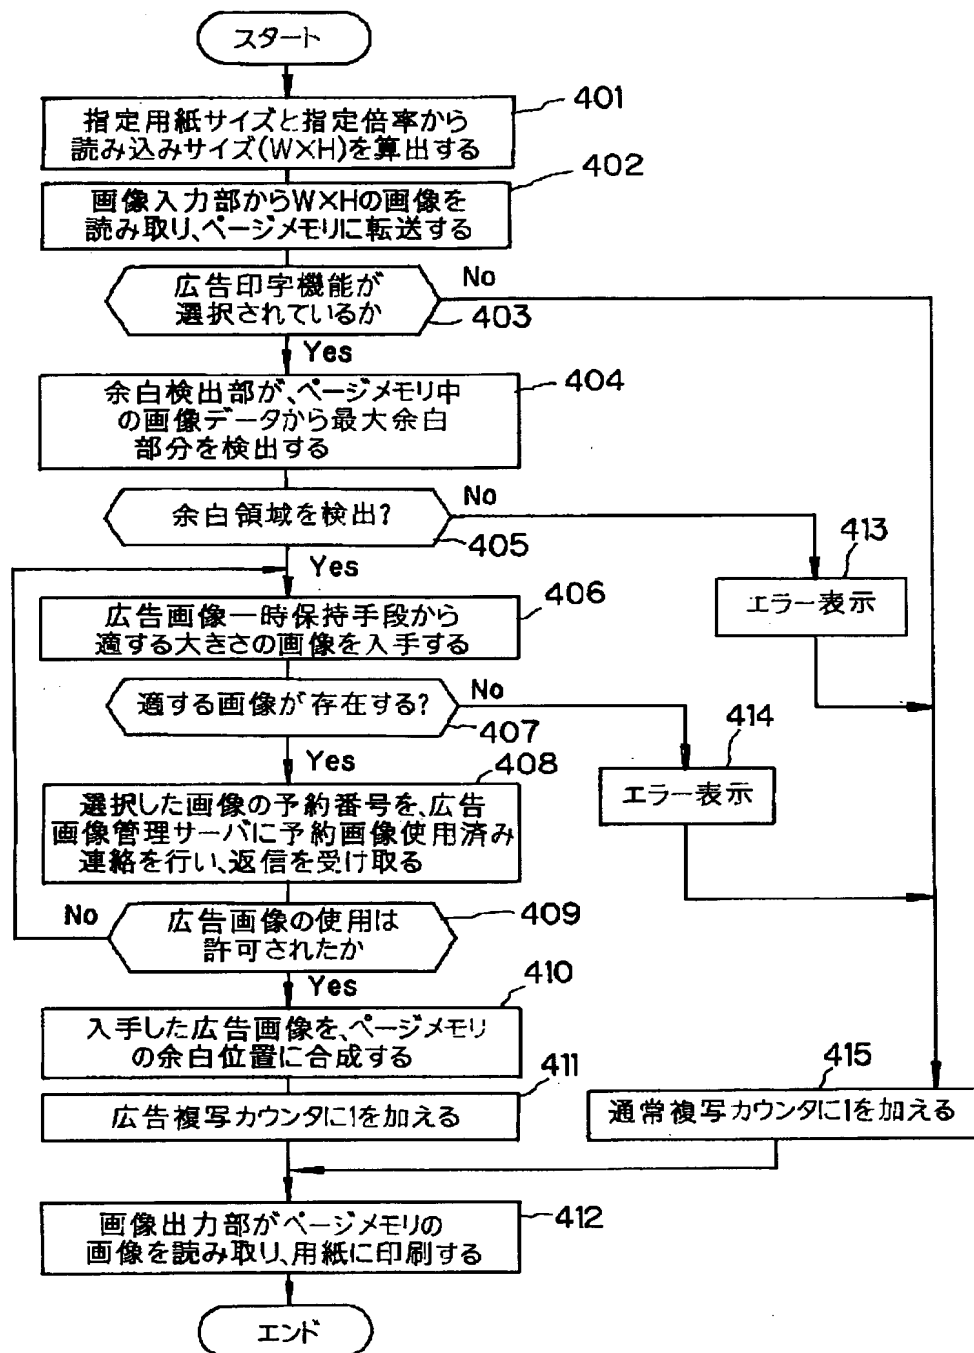 スタート
401
指定用紙サイズと指定倍率から
読み込みサイズ(W×H)を算出する
402
画像入力部からW×Hの画像を
読み取り、ページメモリに転送する
広告印字機能が
選択されているか
No
403
Yes
404
余白検出部が、ページメモリ中
の画像データから最大余白
部分を検出する
余白領域を検出?
No
405
Yes
413
エラー表示
406
広告画像一時保持手段から
適する大きさの画像を入手する
適する画像が存在する?
No
407
Yes
414
エラー表示
408
選択した画像の予約番号を、広告
画像管理サーバに予約画像使用済み
連絡を行い、返信を受け取る
No
広告画像の使用は
許可されたか
409
Yes
410
入手した広告画像を、ページメモリ
の余白位置に合成する
411
広告複写カウンタに1を加える
415
通常複写カウンタに1を加える
画像出力部がページメモリの
画像を読み取り、用紙に印刷する
412
エンド